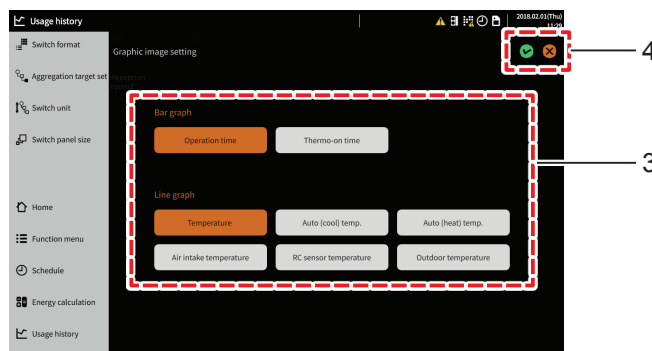 Usage history
2018.02.01(Thu)
11:29
Switch format
Graphic image setting
4
Aggregation target set
Reception
Switch unit
Bar graph
Operation time
Thermo-on time
Switch panel size
3
Line graph
Home
Temperature
Auto (cool) temp.
Auto (heat) temp.
Function menu
Air intake temperature
RC sensor temperature
Outdoor temperature
Schedule
Energy calculation
Usage history